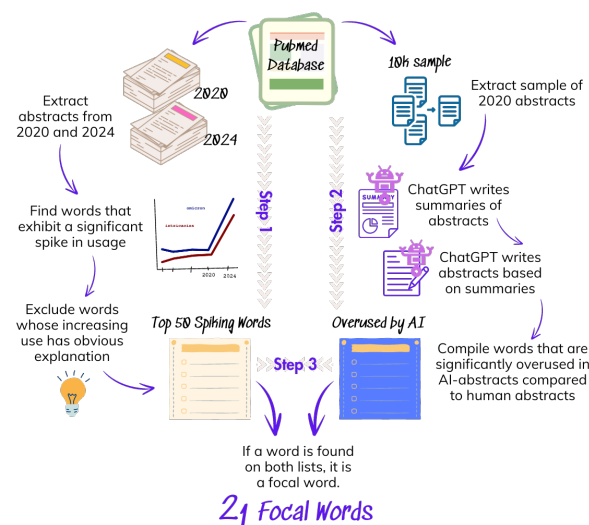 Pubmed
Database
10k sample
2020
2024
Extract
abstracts from
2020 and 2024
Extract sample of
2020 abstracts
Step 1
Step 2
SUMMARY
ChatGPT writes
summaries of
abstracts
Find words that
exhibit a significant
spike in usage
2020 2024
ChatGPT writes
abstracts based
on summaries
Exclude words
whose increasing
use has obvious
explanation
Top 50 Spiking Words
Overused by AI
Step 3
Compile words that are
significantly overused in
AI-abstracts compared
to human abstracts
If a word is found
on both lists, it is
a focal word.
21 Focal Words